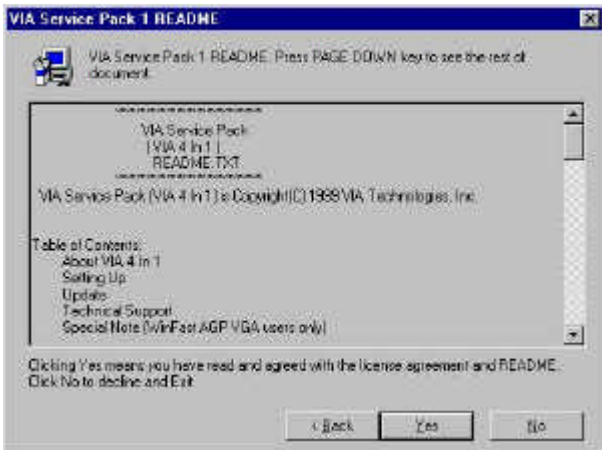 VIA Service Pack 1 README
VIA Service Pack 1 README. Press PAGE DOWN key to see the rest of
document.
VIA Service Pack
( VIA 4 In 1 )
README.TXT
VIA Service Pack (VIA 4 In 1) is Copyright(C) 1999 VIA Technologies, Inc.
Table of Contents:
About VIA 4 In 1
Setting Up
Update
Technical Support
Special Note (WinFast AGP VGA users only)
Clicking Yes means you have read and agreed with the license agreement and README.
Click No to decline and Exit
< Back
Yes
No